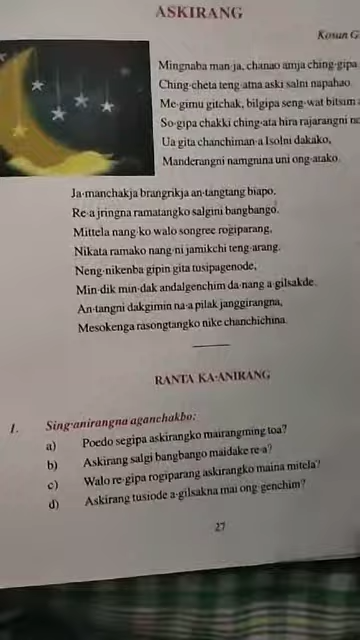 ASKIRANG
Kosan G
Mingnaba man·ja, chanao amja ching·gipa
Ching·cheta teng·atna aski salni napahao.
Me·gimu gitchak, bilgipa seng·wat bitsim
So·gipa chakki ching·ata hira rajarangni
Ua gita chanchiman·a Isolni dakako,
Manderangni namgnina uni ong·atako.
Ja·manchakja brangrikja an·tangtang biapo,
Re·a jringna ramatangko salgini bangbango.
Mittela nang·ko walo songree rogiparang,
Nikata ramako nang·ni jamikchi teng·arang.
Neng·nikenba gipin gita tusipagenode,
Min·dik min·dak andalgenchim da·nang a·gilsakde.
An·tangni dakgimin na·a pilak janggirangna,
Mesokenga rasongtangko nike chanchichina.
RANTA KA·ANIRANG
1. Sing·anirangna aganchakbo:
a) Poedo segipa askirangko mairangming toa?
b) Askirang salgi bangbango maidake re·a?
c) Walo re·gipa rogiparang askirangko maina mitela?
d) Askirang tusiode a·gilsakna mai ong·genchim?
27